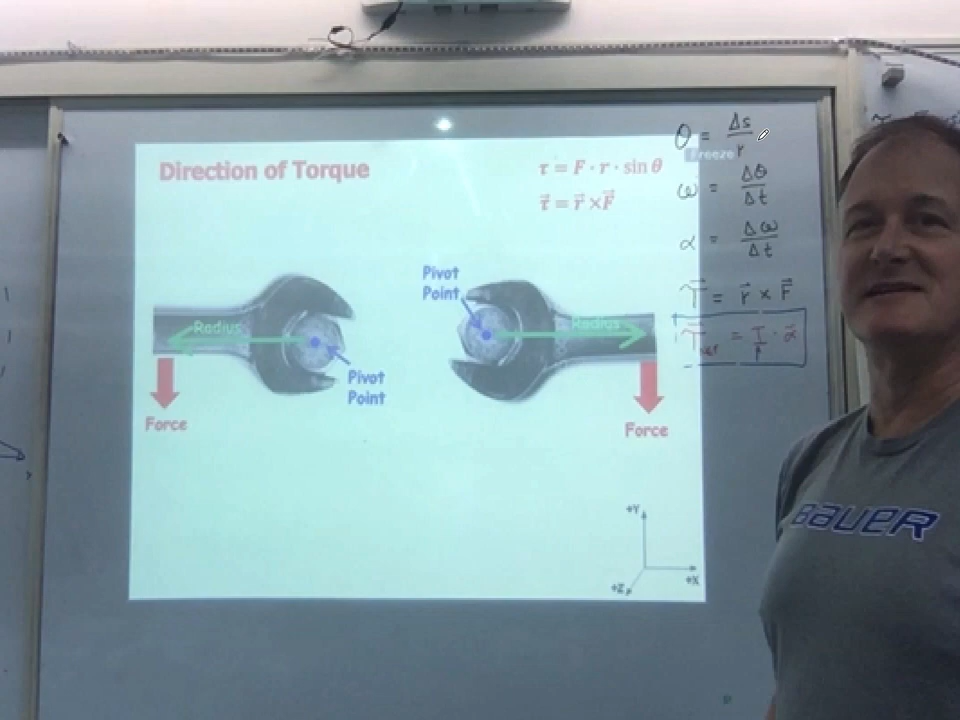 Direction of Torque
τ = F · r · sin θ
τ⃗ = r⃗ × F⃗
Radius
Pivot
Point
Force
Pivot
Point
Radius
Force
+Y
+X
+Z
Freeze
θ = Δs / r
ω = Δθ / Δt
α = Δω / Δt
τ⃗ = r⃗ × F⃗
BAUER